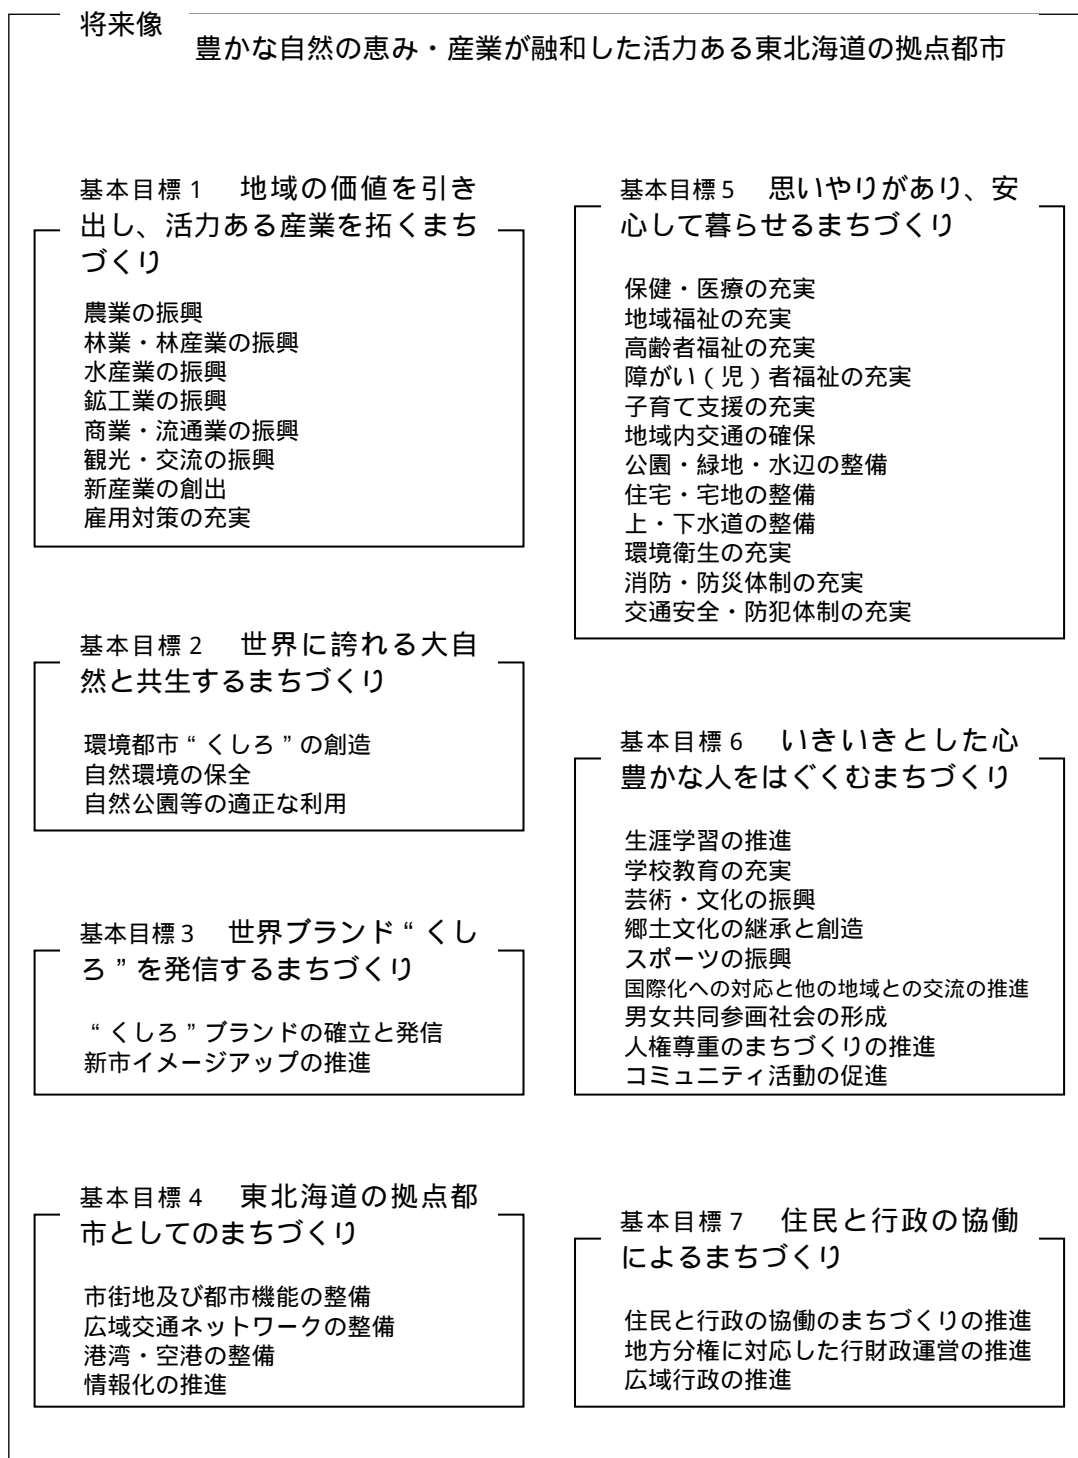 将来像
豊かな自然の恵み・産業が融和した活力ある東北海道の拠点都市
基本目標1　地域の価値を引き
出し、活力ある産業を拓くまち
づくり
農業の振興
林業・林産業の振興
水産業の振興
鉱工業の振興
商業・流通業の振興
観光・交流の振興
新産業の創出
雇用対策の充実
基本目標2　世界に誇れる大自
然と共生するまちづくり
環境都市“くしろ”の創造
自然環境の保全
自然公園等の適正な利用
基本目標3　世界ブランド“くし
ろ”を発信するまちづくり
“くしろ”ブランドの確立と発信
新市イメージアップの推進
基本目標4　東北海道の拠点都
市としてのまちづくり
市街地及び都市機能の整備
広域交通ネットワークの整備
港湾・空港の整備
情報化の推進
基本目標5　思いやりがあり、安
心して暮らせるまちづくり
保健・医療の充実
地域福祉の充実
高齢者福祉の充実
障がい（児）者福祉の充実
子育て支援の充実
地域内交通の確保
公園・緑地・水辺の整備
住宅・宅地の整備
上・下水道の整備
環境衛生の充実
消防・防災体制の充実
交通安全・防犯体制の充実
基本目標6　いきいきとした心
豊かな人をはぐくむまちづくり
生涯学習の推進
学校教育の充実
芸術・文化の振興
郷土文化の継承と創造
スポーツの振興
国際化への対応と他の地域との交流の推進
男女共同参画社会の形成
人権尊重のまちづくりの推進
コミュニティ活動の促進
基本目標7　住民と行政の協働
によるまちづくり
住民と行政の協働のまちづくりの推進
地方分権に対応した行財政運営の推進
広域行政の推進